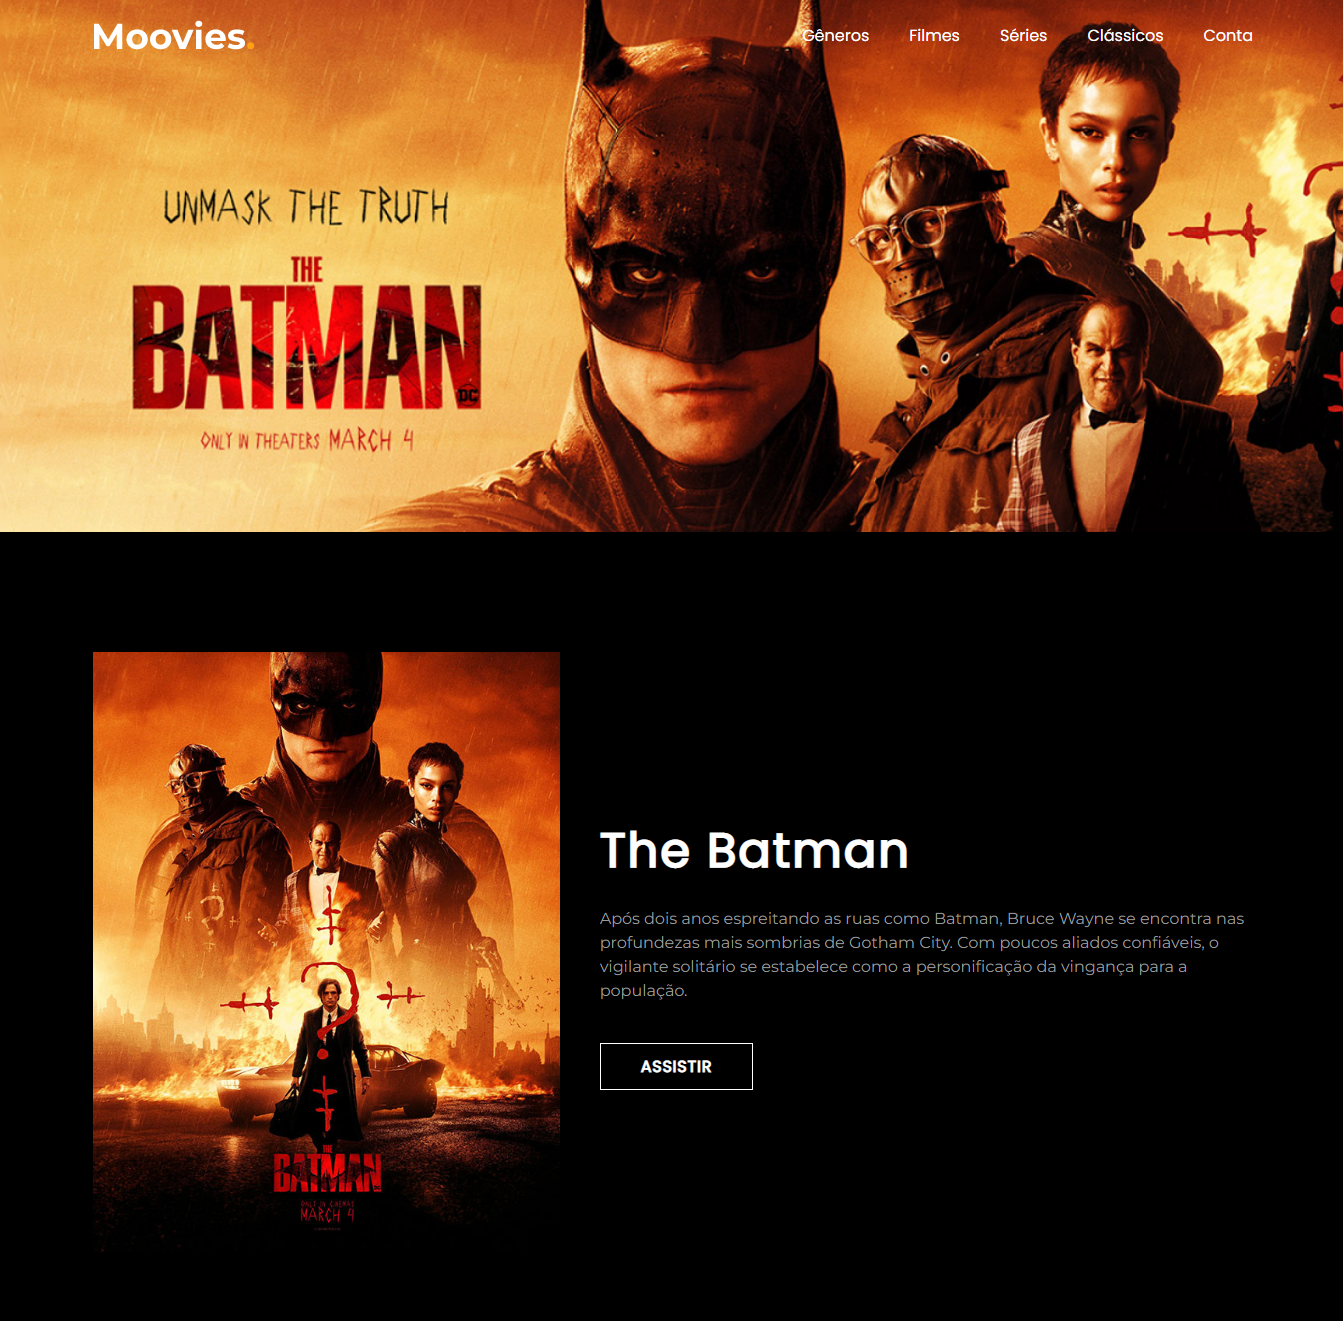 Moovies.
Gêneros Filmes Séries Clássicos Conta
UNMASK THE TRUTH
THE
BATMAN
DC
ONLY IN THEATERS MARCH 4
The Batman
Após dois anos espreitando as ruas como Batman, Bruce Wayne se encontra nas
profundezas mais sombrias de Gotham City. Com poucos aliados confiáveis, o
vigilante solitário se estabelece como a personificação da vingança para a
população.
ASSISTIR
THE
BATMAN
ONLY IN CINEMAS
MARCH 4